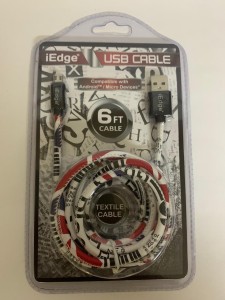 iEdge® USB CABLE
Compatible with
Android™ / Micro Devices
6FT
CABLE
TEXTILE
CABLE